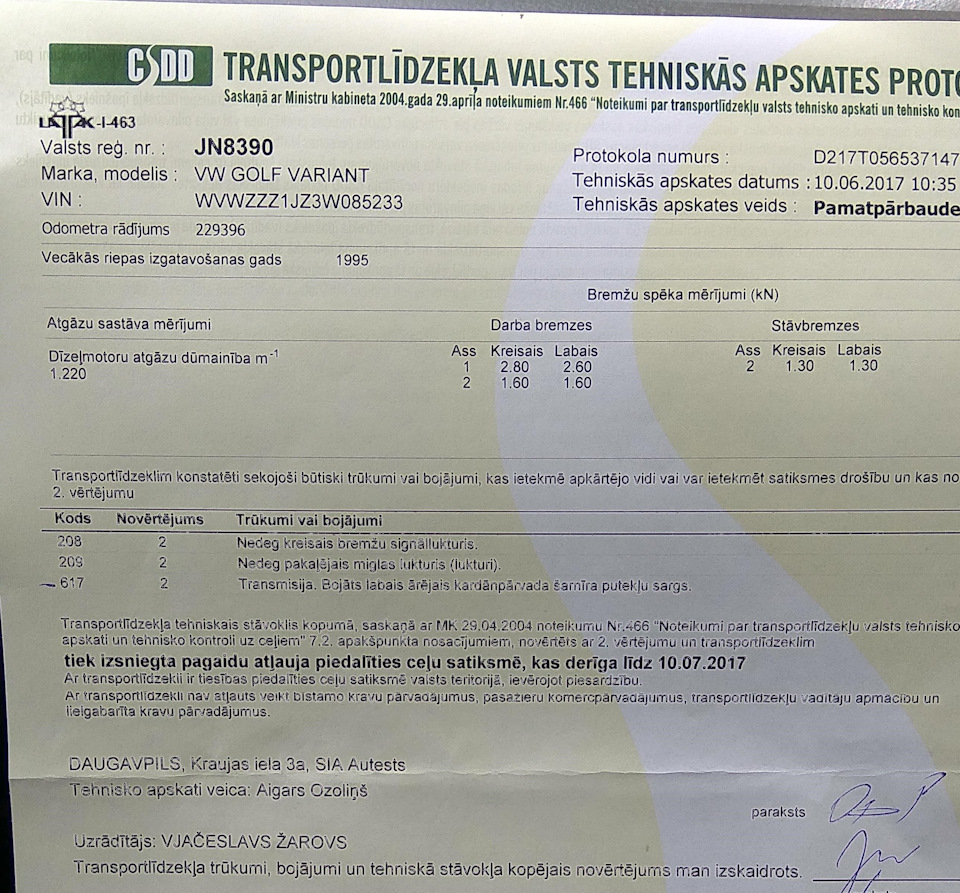 CSDD TRANSPORTLĪDZEKĻA VALSTS TEHNISKĀS APSKATES PROTO
Saskaņā ar Ministru kabineta 2004.gada 29.aprīļa noteikumiem Nr.466 "Noteikumi par transportlīdzekļu valsts tehnisko apskati un tehnisko kon
LATAK-I-463
Valsts reģ. nr. : JN8390
Marka, modelis : VW GOLF VARIANT
VIN : WVWZZZ1JZ3W085233
Protokola numurs : D217T056537147
Tehniskās apskates datums : 10.06.2017 10:35
Tehniskās apskates veids : Pamatpārbaude
Odometra rādījums 229396
Vecākās riepas izgatavošanas gads 1995
Bremžu spēka mērījumi (kN)
Atgāzu sastāva mērījumi Darba bremzes Stāvbremzes
Dīzeļmotoru atgāzu dūmainība m-1 Ass Kreisais Labais Ass Kreisais Labais
1.220 1 2.80 2.60 2 1.30 1.30
2 1.60 1.60
Transportlīdzeklim konstatēti sekojoši būtiski trūkumi vai bojājumi, kas ietekmē apkārtējo vidi vai var ietekmēt satiksmes drošību un kas no
2. vērtējumu
Kods Novērtējums Trūkumi vai bojājumi
208 2 Nedeg kreisais bremžu signāllukturis.
209 2 Nedeg pakaļējais miglas lukturis (lukturi).
617 2 Transmisija. Bojāts labais ārējais kardānpārvada šarnīra putekļu sargs.
Transportlīdzekļa tehniskais stāvoklis kopumā, saskaņā ar MK 29.04.2004 noteikumu Nr.466 "Noteikumi par transportlīdzekļu valsts tehnisko
apskati un tehnisko kontroli uz ceļiem" 7.2. apakšpunkta nosacījumiem, novērtēts ar 2. vērtējumu un transportlīdzeklim
tiek izsniegta pagaidu atļauja piedalīties ceļu satiksmē, kas derīga līdz 10.07.2017
Ar transportlīdzekli ir tiesības piedalīties ceļu satiksmē valsts teritorijā, ievērojot piesardzību.
Ar transportlīdzekli nav atļauts veikt bīstamo kravu pārvadājumus, pasažieru komercpārvadājumus, transportlīdzekļu vadītāju apmācību un
lielgabarīta kravu pārvadājumus.
DAUGAVPILS, Kraujas iela 3a, SIA Autests
Tehnisko apskati veica: Aigars Ozoliņš
paraksts
Uzrādītājs: VJAČESLAVS ŽAROVS
Transportlīdzekļa trūkumi, bojājumi un tehniskā stāvokļa kopējais novērtējums man izskaidrots.